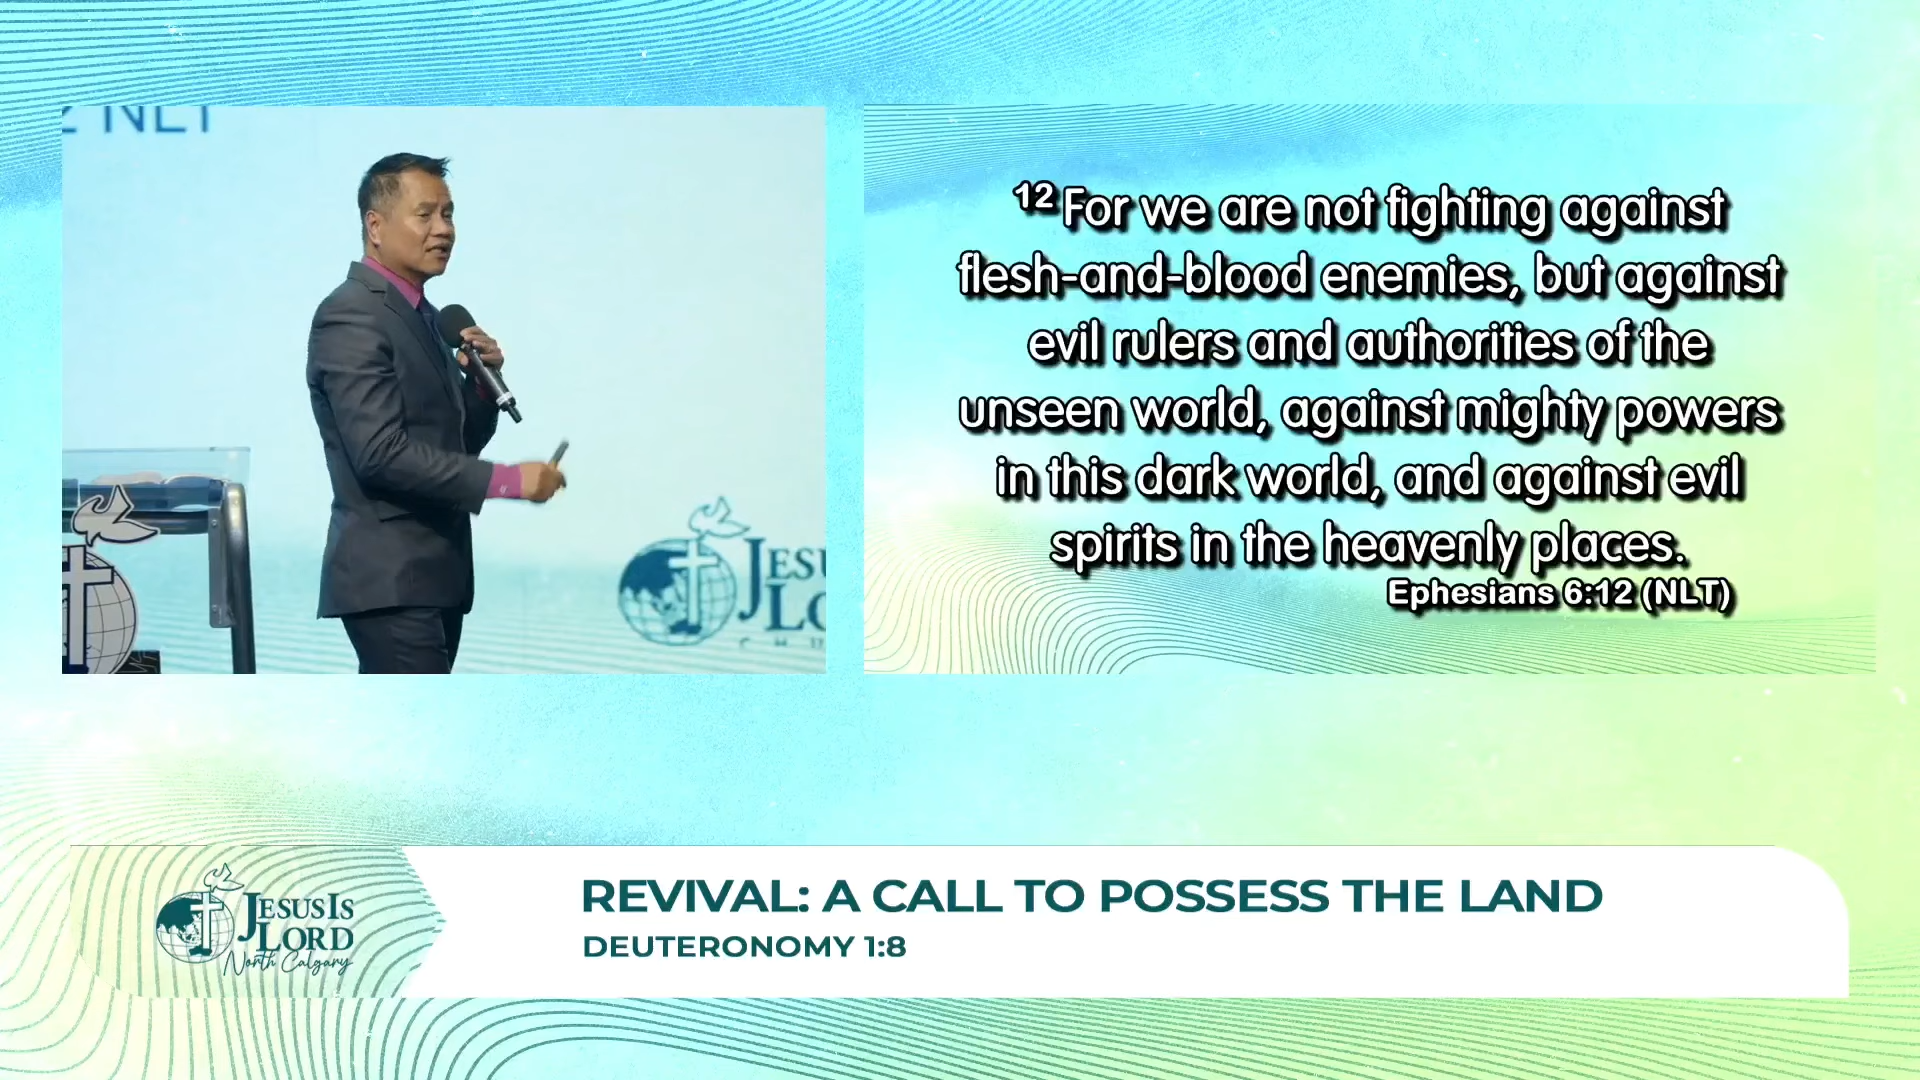 NLT
JESU
LO
12 For we are not fighting against
flesh-and-blood enemies, but against
evil rulers and authorities of the
unseen world, against mighty powers
in this dark world, and against evil
spirits in the heavenly places.
Ephesians 6:12 (NLT)
JESUS IS
LORD
North Calgary
REVIVAL: A CALL TO POSSESS THE LAND
DEUTERONOMY 1:8